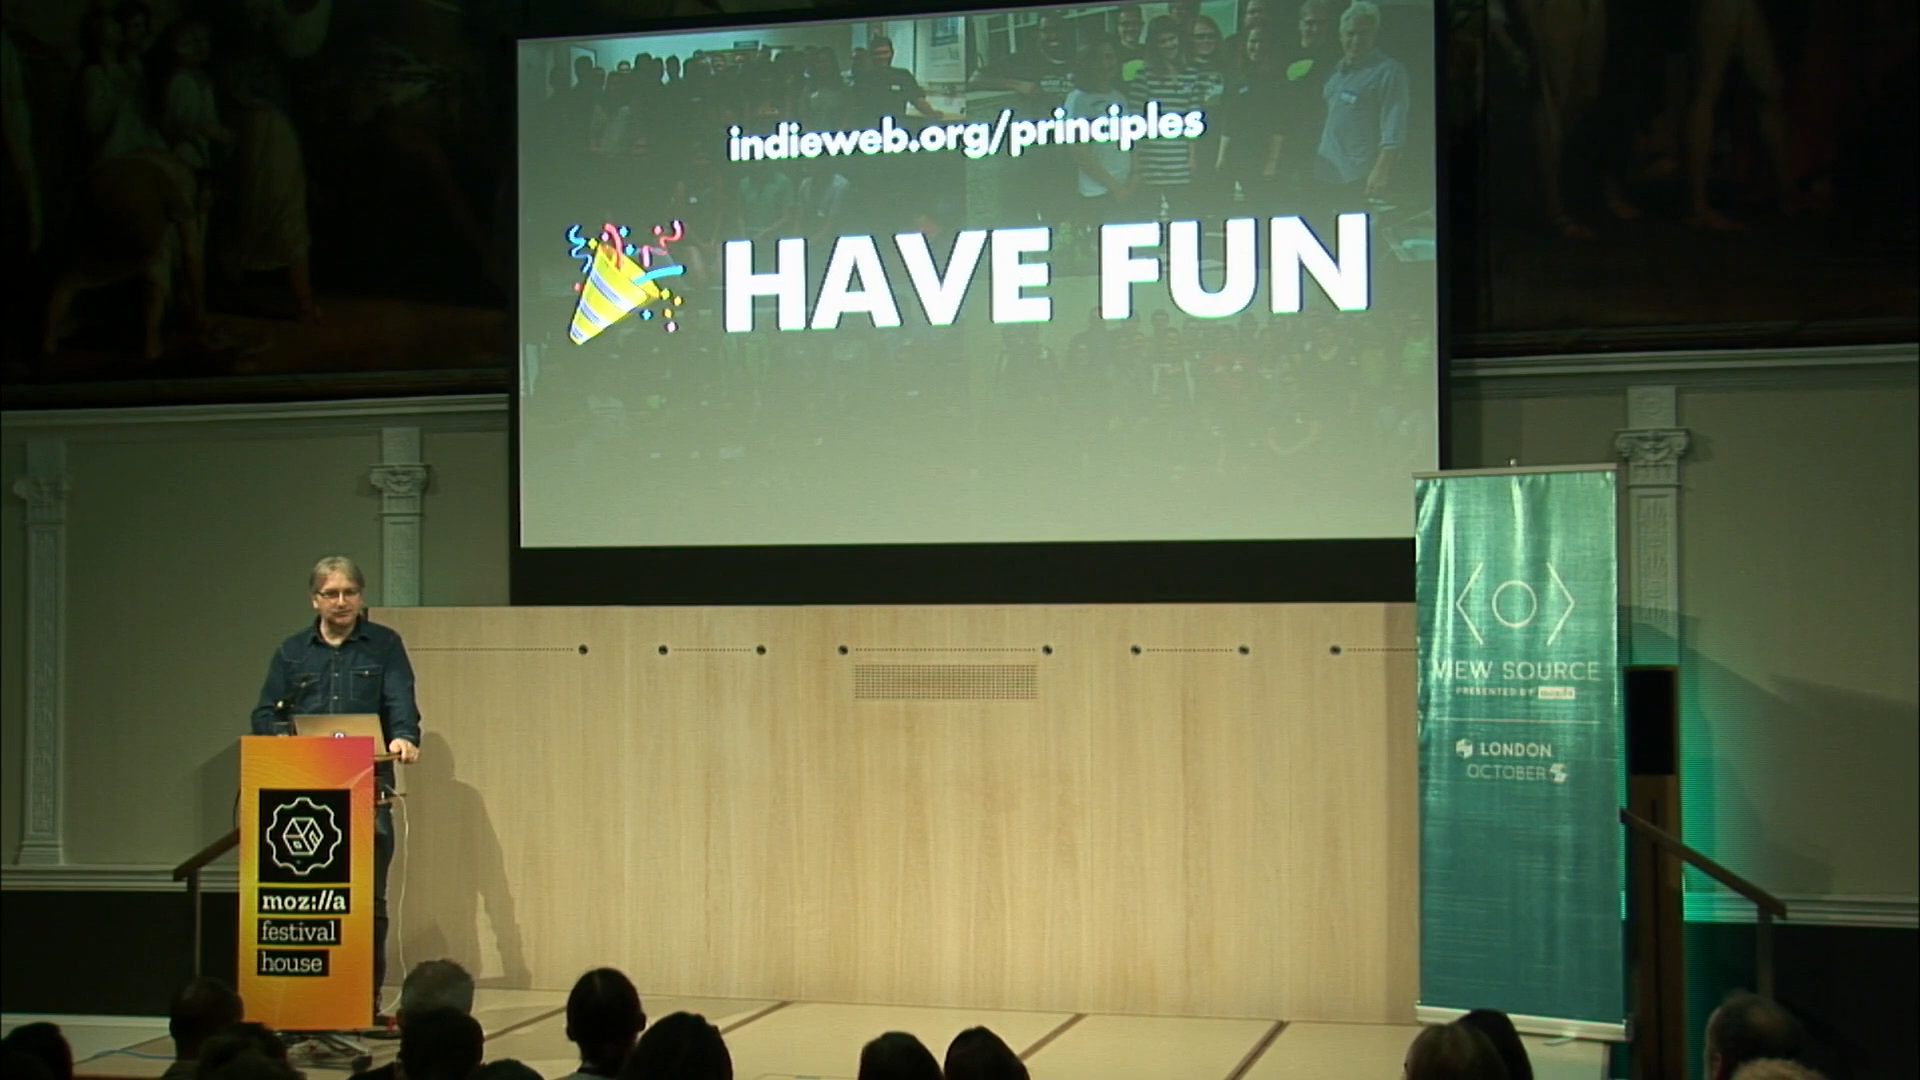 indieweb.org/principles
HAVE FUN
VIEW SOURCE
PRESENTED BY
LONDON
OCTOBER
moz://a
festival
house